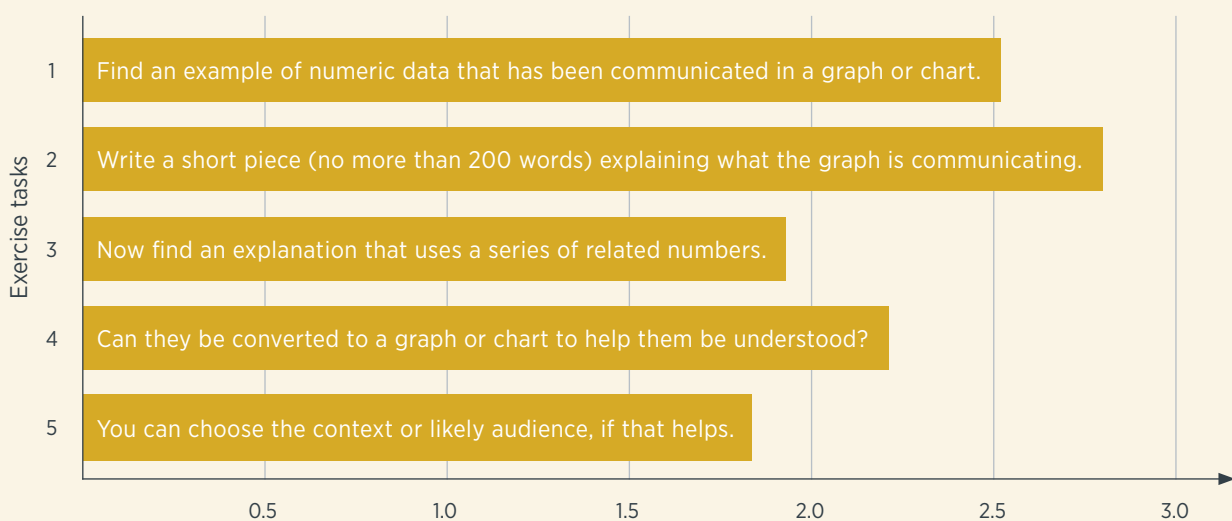 Exercise tasks
1
Find an example of numeric data that has been communicated in a graph or chart.
2
Write a short piece (no more than 200 words) explaining what the graph is communicating.
3
Now find an explanation that uses a series of related numbers.
4
Can they be converted to a graph or chart to help them be understood?
5
You can choose the context or likely audience, if that helps.
0.5 1.0 1.5 2.0 2.5 3.0